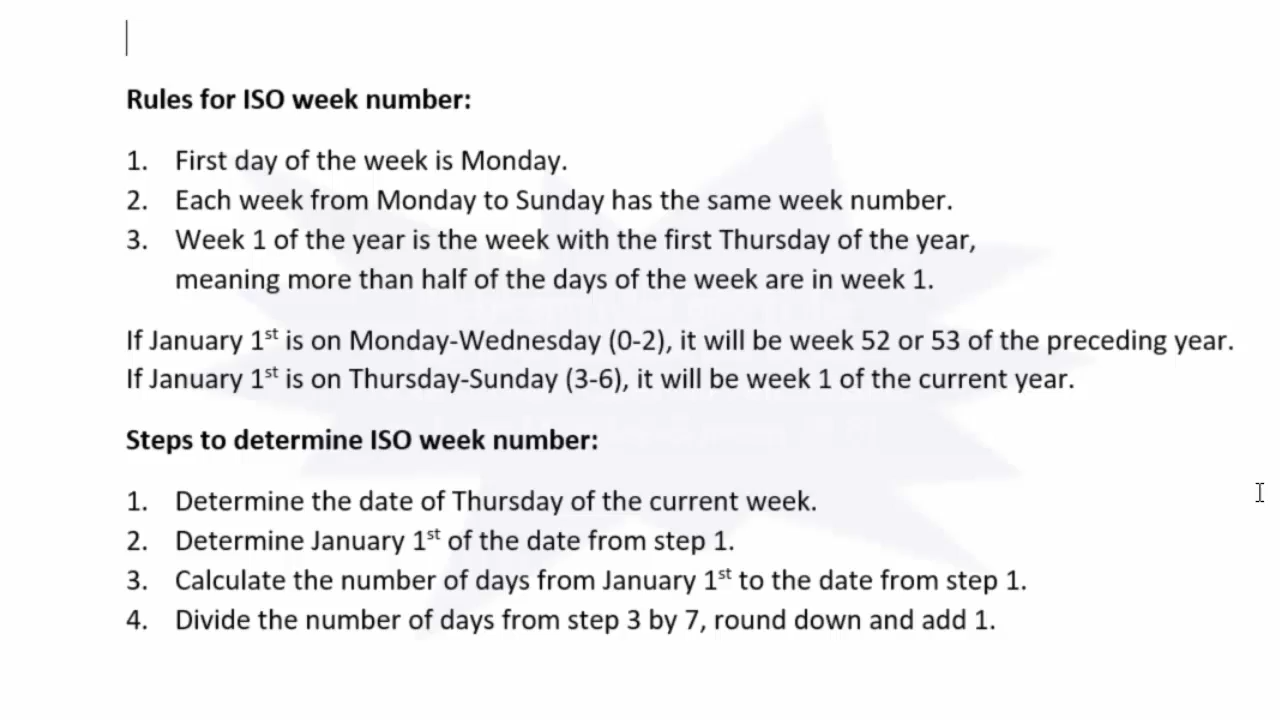 Rules for ISO week number:
1. First day of the week is Monday.
2. Each week from Monday to Sunday has the same week number.
3. Week 1 of the year is the week with the first Thursday of the year,
meaning more than half of the days of the week are in week 1.
If January 1st is on Monday-Wednesday (0-2), it will be week 52 or 53 of the preceding year.
If January 1st is on Thursday-Sunday (3-6), it will be week 1 of the current year.
Steps to determine ISO week number:
1. Determine the date of Thursday of the current week.
2. Determine January 1st of the date from step 1.
3. Calculate the number of days from January 1st to the date from step 1.
4. Divide the number of days from step 3 by 7, round down and add 1.